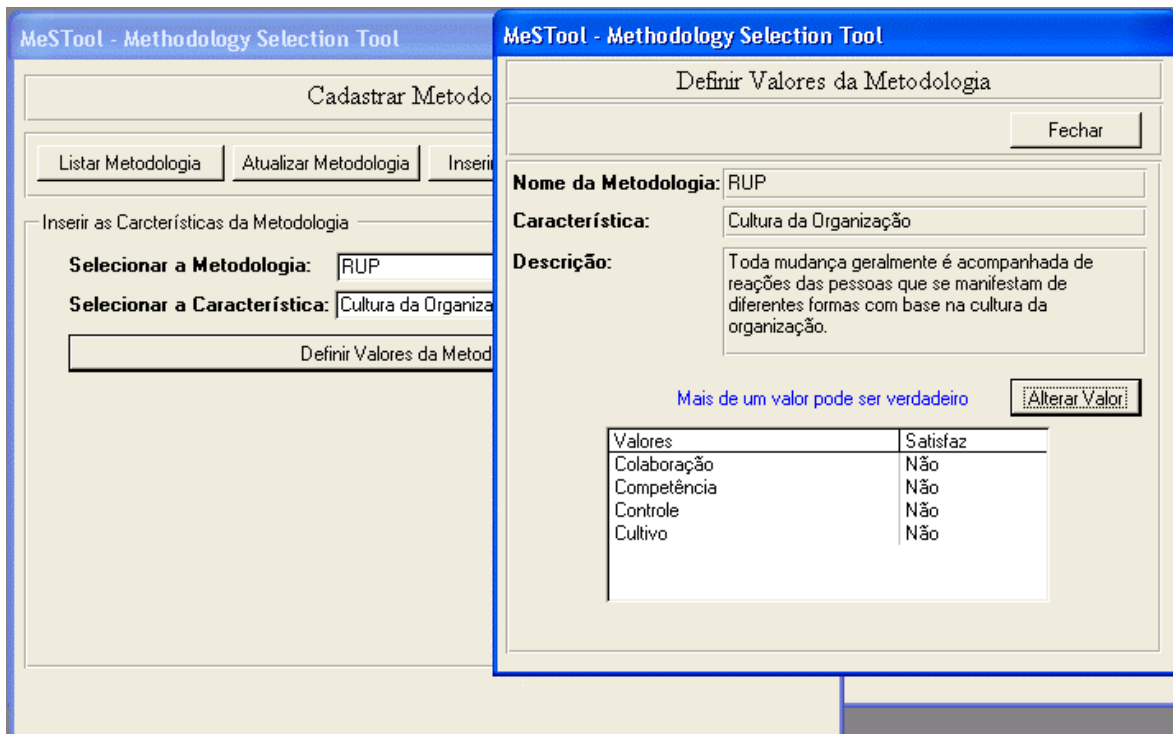 MeSTool - Methodology Selection Tool
Cadastrar Metodo
Listar Metodologia Atualizar Metodologia Inseri
Inserir as Carcterísticas da Metodologia
Selecionar a Metodologia: RUP
Selecionar a Característica: Cultura da Organiza
Definir Valores da Metod
MeSTool - Methodology Selection Tool
Definir Valores da Metodologia
Fechar
Nome da Metodologia: RUP
Característica: Cultura da Organização
Descrição: Toda mudança geralmente é acompanhada de
reações das pessoas que se manifestam de
diferentes formas com base na cultura da
organização.
Mais de um valor pode ser verdadeiro Alterar Valor
Valores Satisfaz
Colaboração Não
Competência Não
Controle Não
Cultivo Não